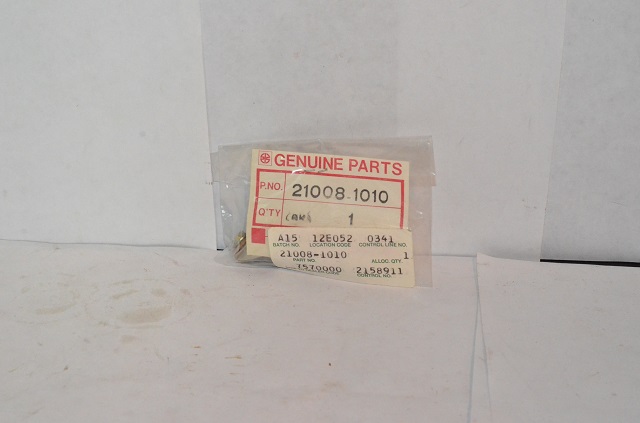 GENUINE PARTS
P.NO. 21008-1010
Q'TY 1
A15 12E052 0341
BATCH NO. LOCATION CODE CONTROL LINE NO.
21008-1010 1
PART NO. ALLOC. QTY.
7570000 2158911
CONTROL NO.